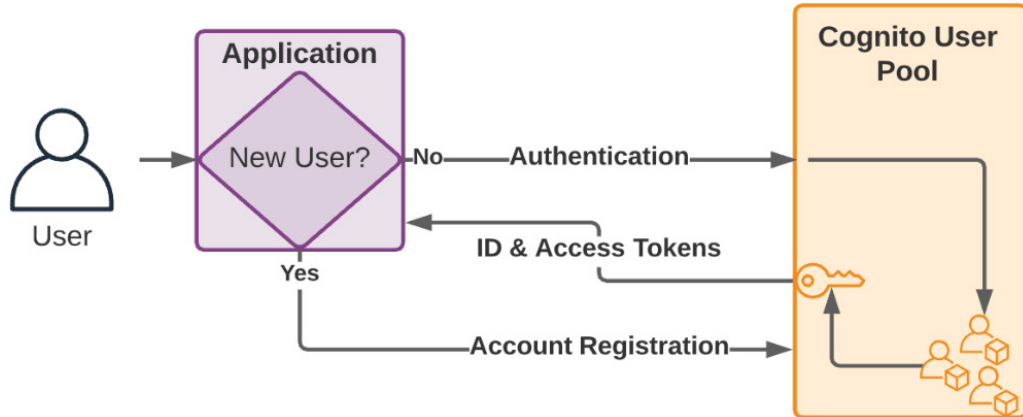 Application
Cognito User
Pool
New User?
No
Authentication
User
ID & Access Tokens
Yes
Account Registration